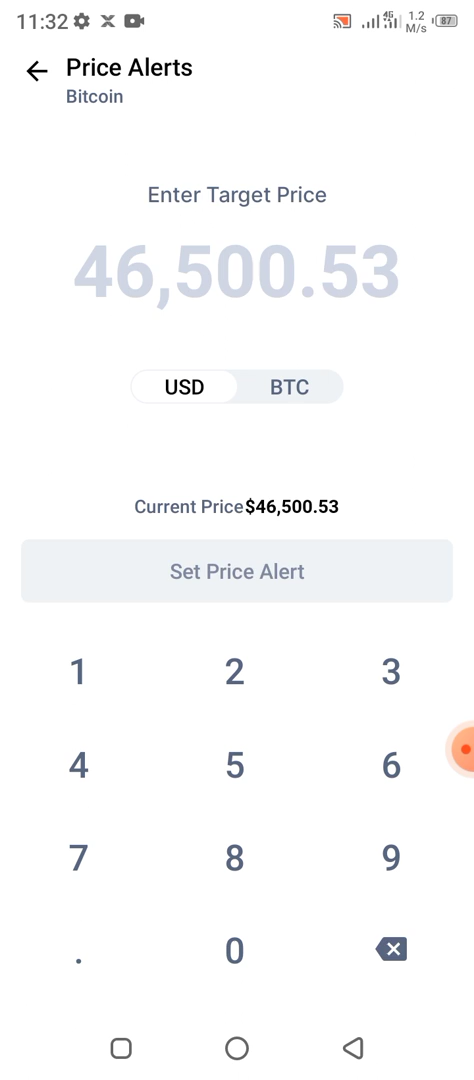 11:32 4G 1.2 M/s 87
Price Alerts
Bitcoin
Enter Target Price
46,500.53
USD BTC
Current Price $46,500.53
Set Price Alert
1 2 3
4 5 6
7 8 9
. 0